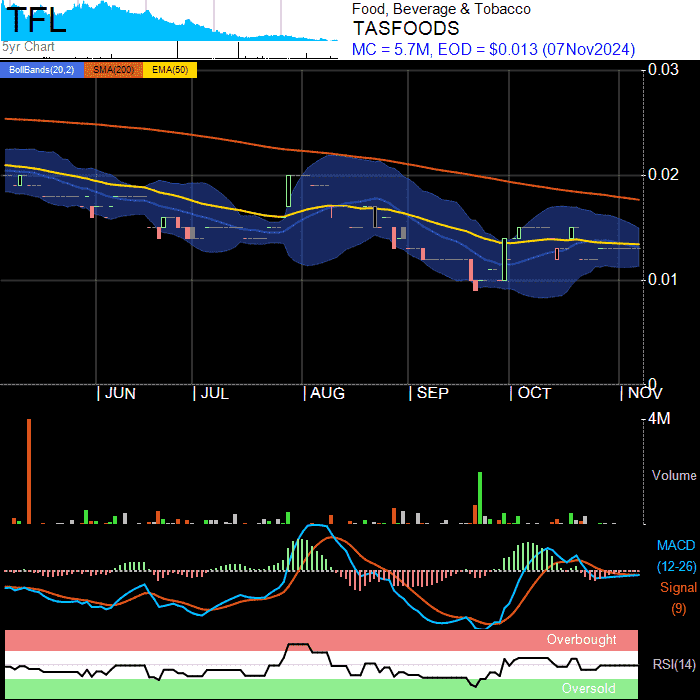 TFL
5yr Chart
Food, Beverage & Tobacco
TASFOODS
MC = 5.7M, EOD = $0.013 (07Nov2024)
BollBands(20,2) SMA(200) EMA(50)
0.03
0.02
0.01
0
JUN JUL AUG SEP OCT NOV
4M
Volume
MACD
(12-26)
Signal
(9)
Overbought
RSI(14)
Oversold